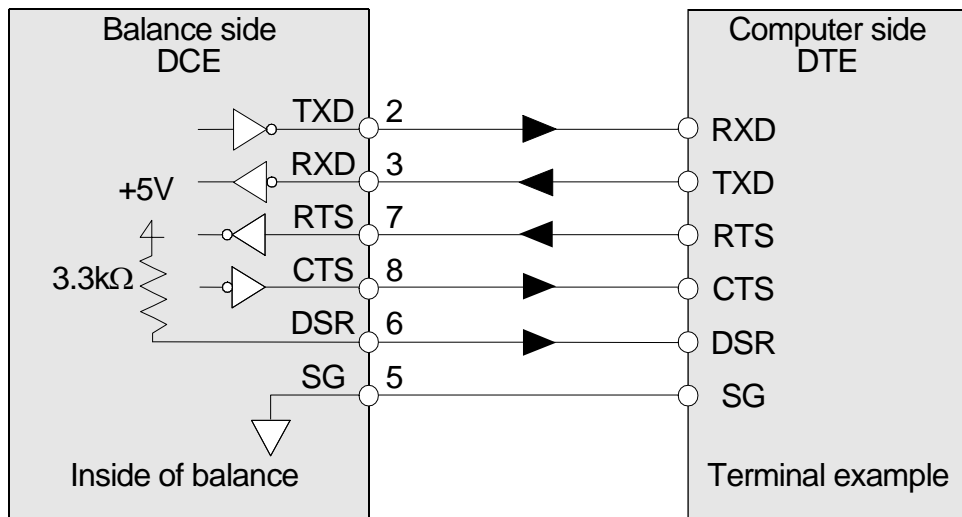 Balance side
DCE
Computer side
DTE
TXD 2
RXD
RXD 3
TXD
+5V
RTS 7
RTS
3.3kΩ
CTS 8
CTS
DSR 6
DSR
SG 5
SG
Inside of balance
Terminal example